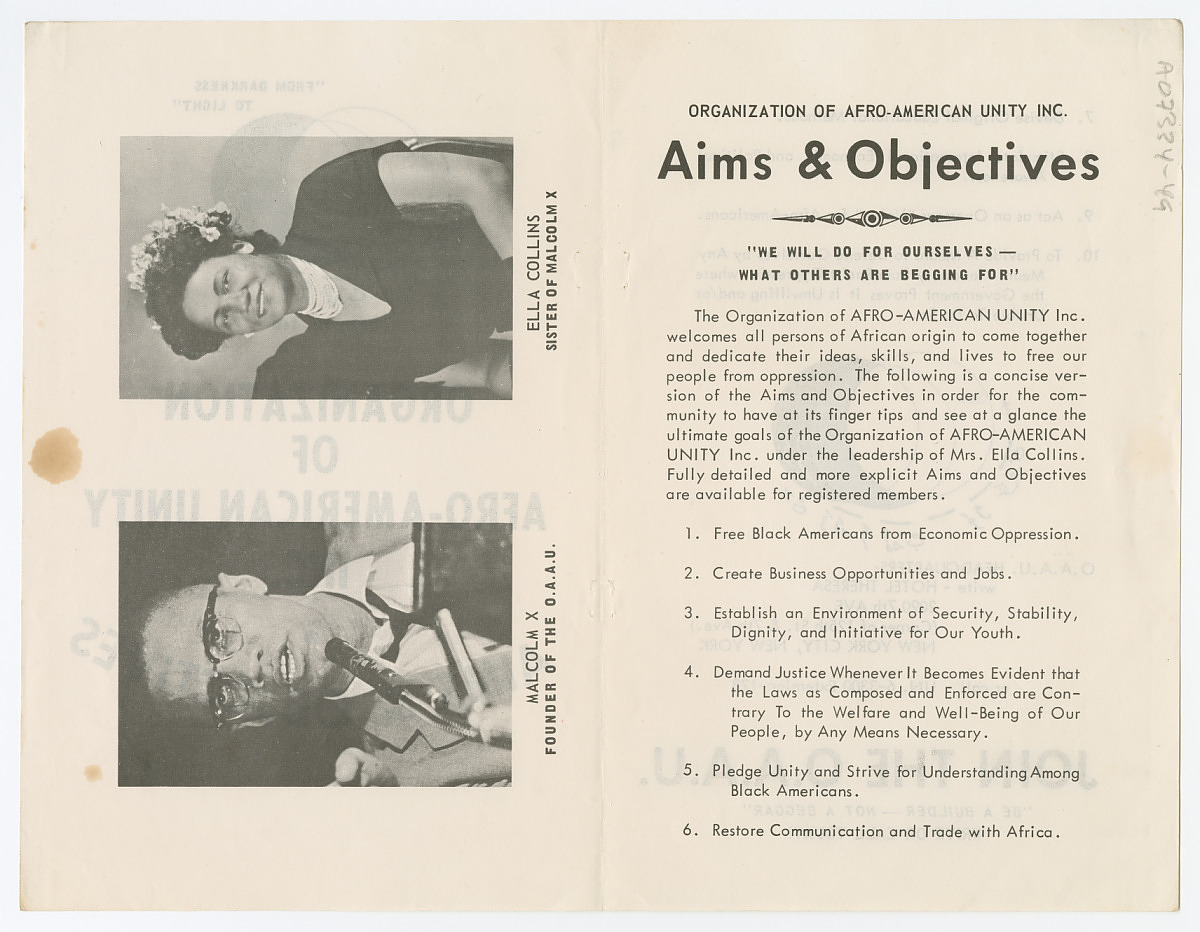 ELLA COLLINS
SISTER OF MALCOLM X
MALCOLM X
FOUNDER OF THE O.A.A.U.
ORGANIZATION OF AFRO-AMERICAN UNITY INC.
Aims & Objectives
"WE WILL DO FOR OURSELVES—
WHAT OTHERS ARE BEGGING FOR"
The Organization of AFRO-AMERICAN UNITY Inc.
welcomes all persons of African origin to come together
and dedicate their ideas, skills, and lives to free our
people from oppression. The following is a concise ver-
sion of the Aims and Objectives in order for the com-
munity to have at its finger tips and see at a glance the
ultimate goals of the Organization of AFRO-AMERICAN
UNITY Inc. under the leadership of Mrs. Ella Collins.
Fully detailed and more explicit Aims and Objectives
are available for registered members.
1. Free Black Americans from Economic Oppression.
2. Create Business Opportunities and Jobs.
3. Establish an Environment of Security, Stability,
Dignity, and Initiative for Our Youth.
4. Demand Justice Whenever It Becomes Evident that
the Laws as Composed and Enforced are Con-
trary To the Welfare and Well-Being of Our
People, by Any Means Necessary.
5. Pledge Unity and Strive for Understanding Among
Black Americans.
6. Restore Communication and Trade with Africa.